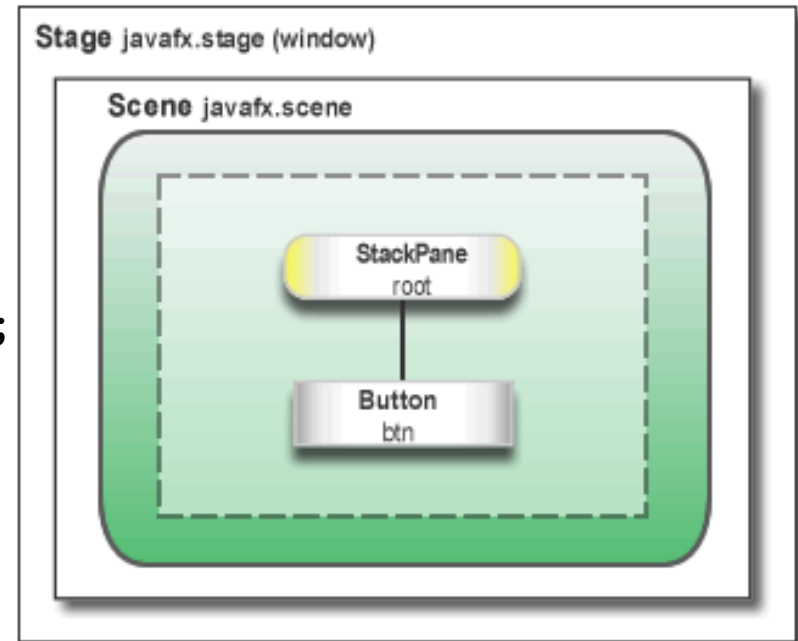 Stage javafx.stage (window)
Scene javafx.scene
StackPane
root
;
Button
btn